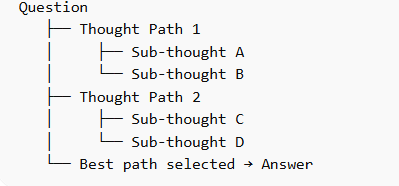 Question
├── Thought Path 1
│   ├── Sub-thought A
│   └── Sub-thought B
├── Thought Path 2
│   ├── Sub-thought C
│   └── Sub-thought D
└── Best path selected → Answer